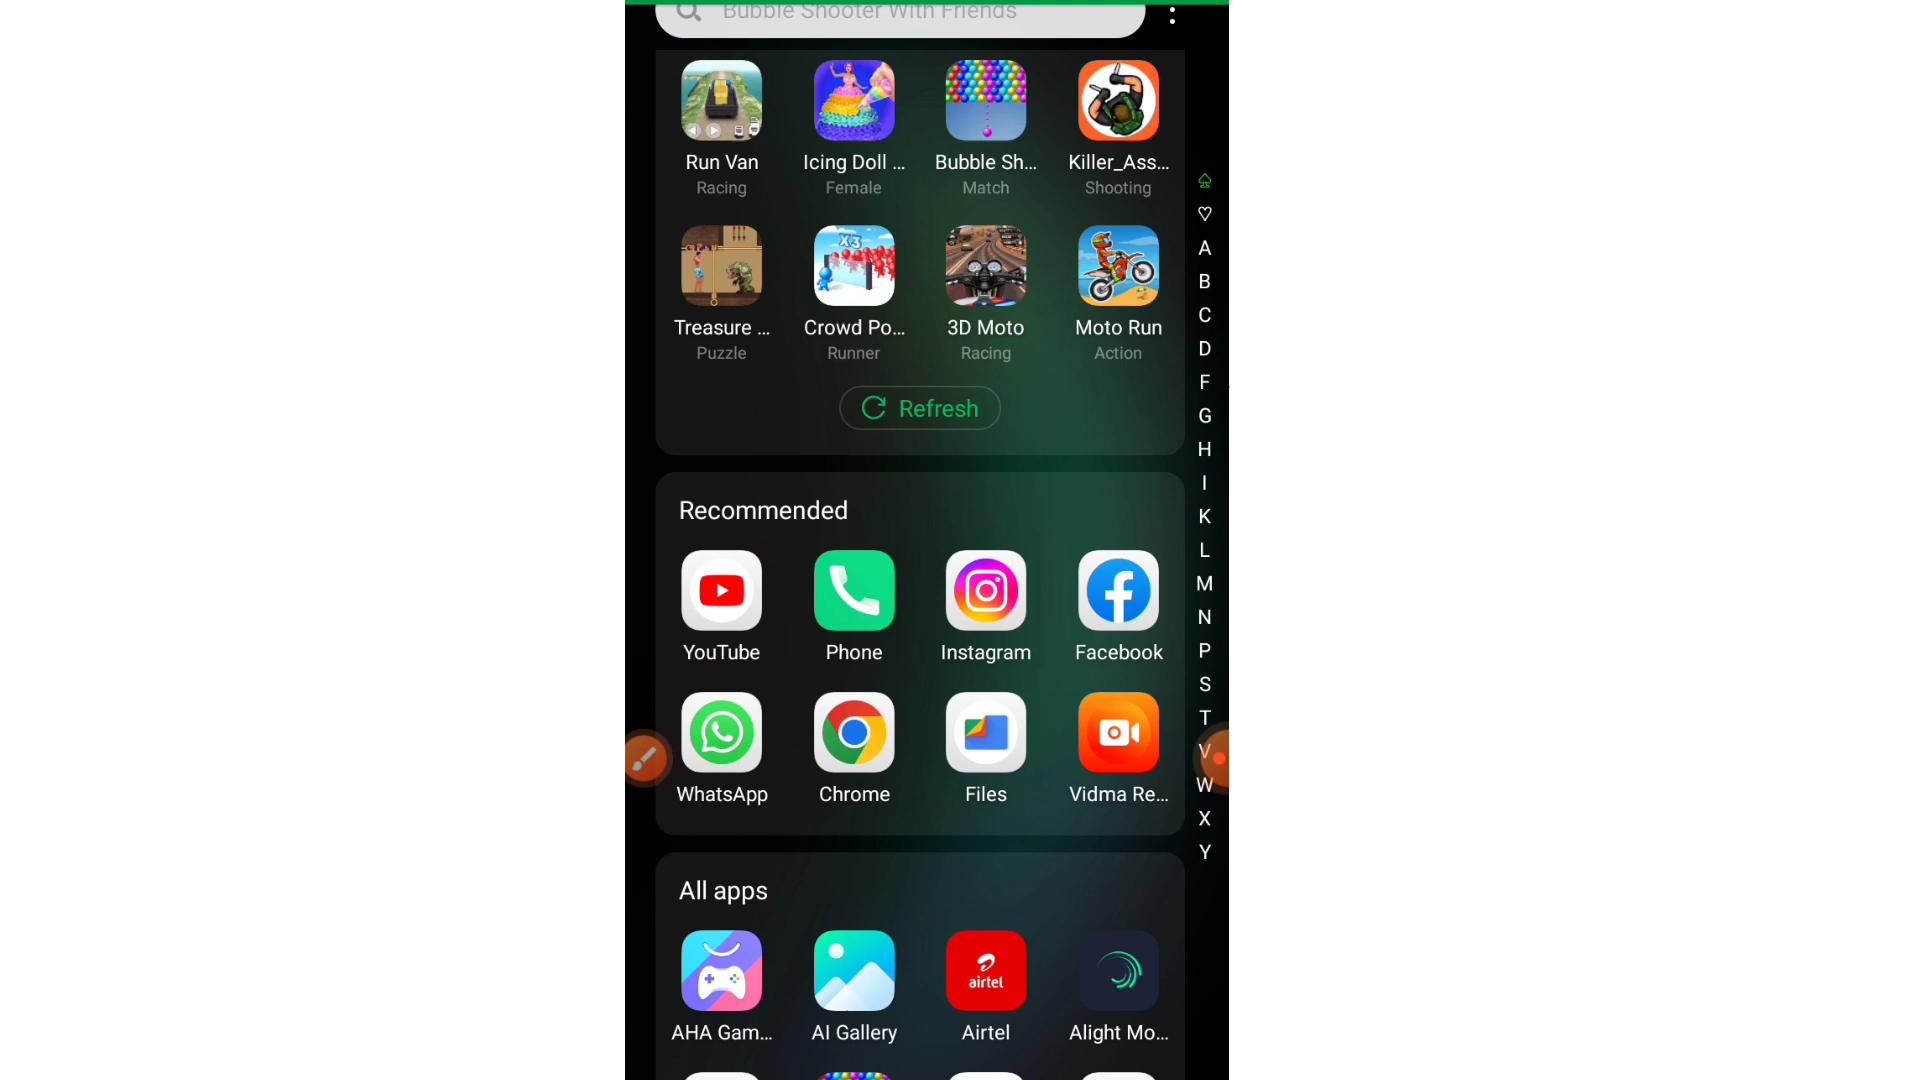 Bubble Shooter With Friends
Run Van
Icing Doll ...
Bubble Sh...
Killer_Ass...
Racing
Female
Match
Shooting
X3
Treasure ...
Crowd Po...
3D Moto
Moto Run
Puzzle
Runner
Racing
Action
Refresh
Recommended
YouTube
Phone
Instagram
Facebook
WhatsApp
Chrome
Files
Vidma Re...
All apps
airtel
AHA Gam...
AI Gallery
Airtel
Alight Mo...
A
B
C
D
F
G
H
I
K
L
M
N
P
S
T
V
W
X
Y